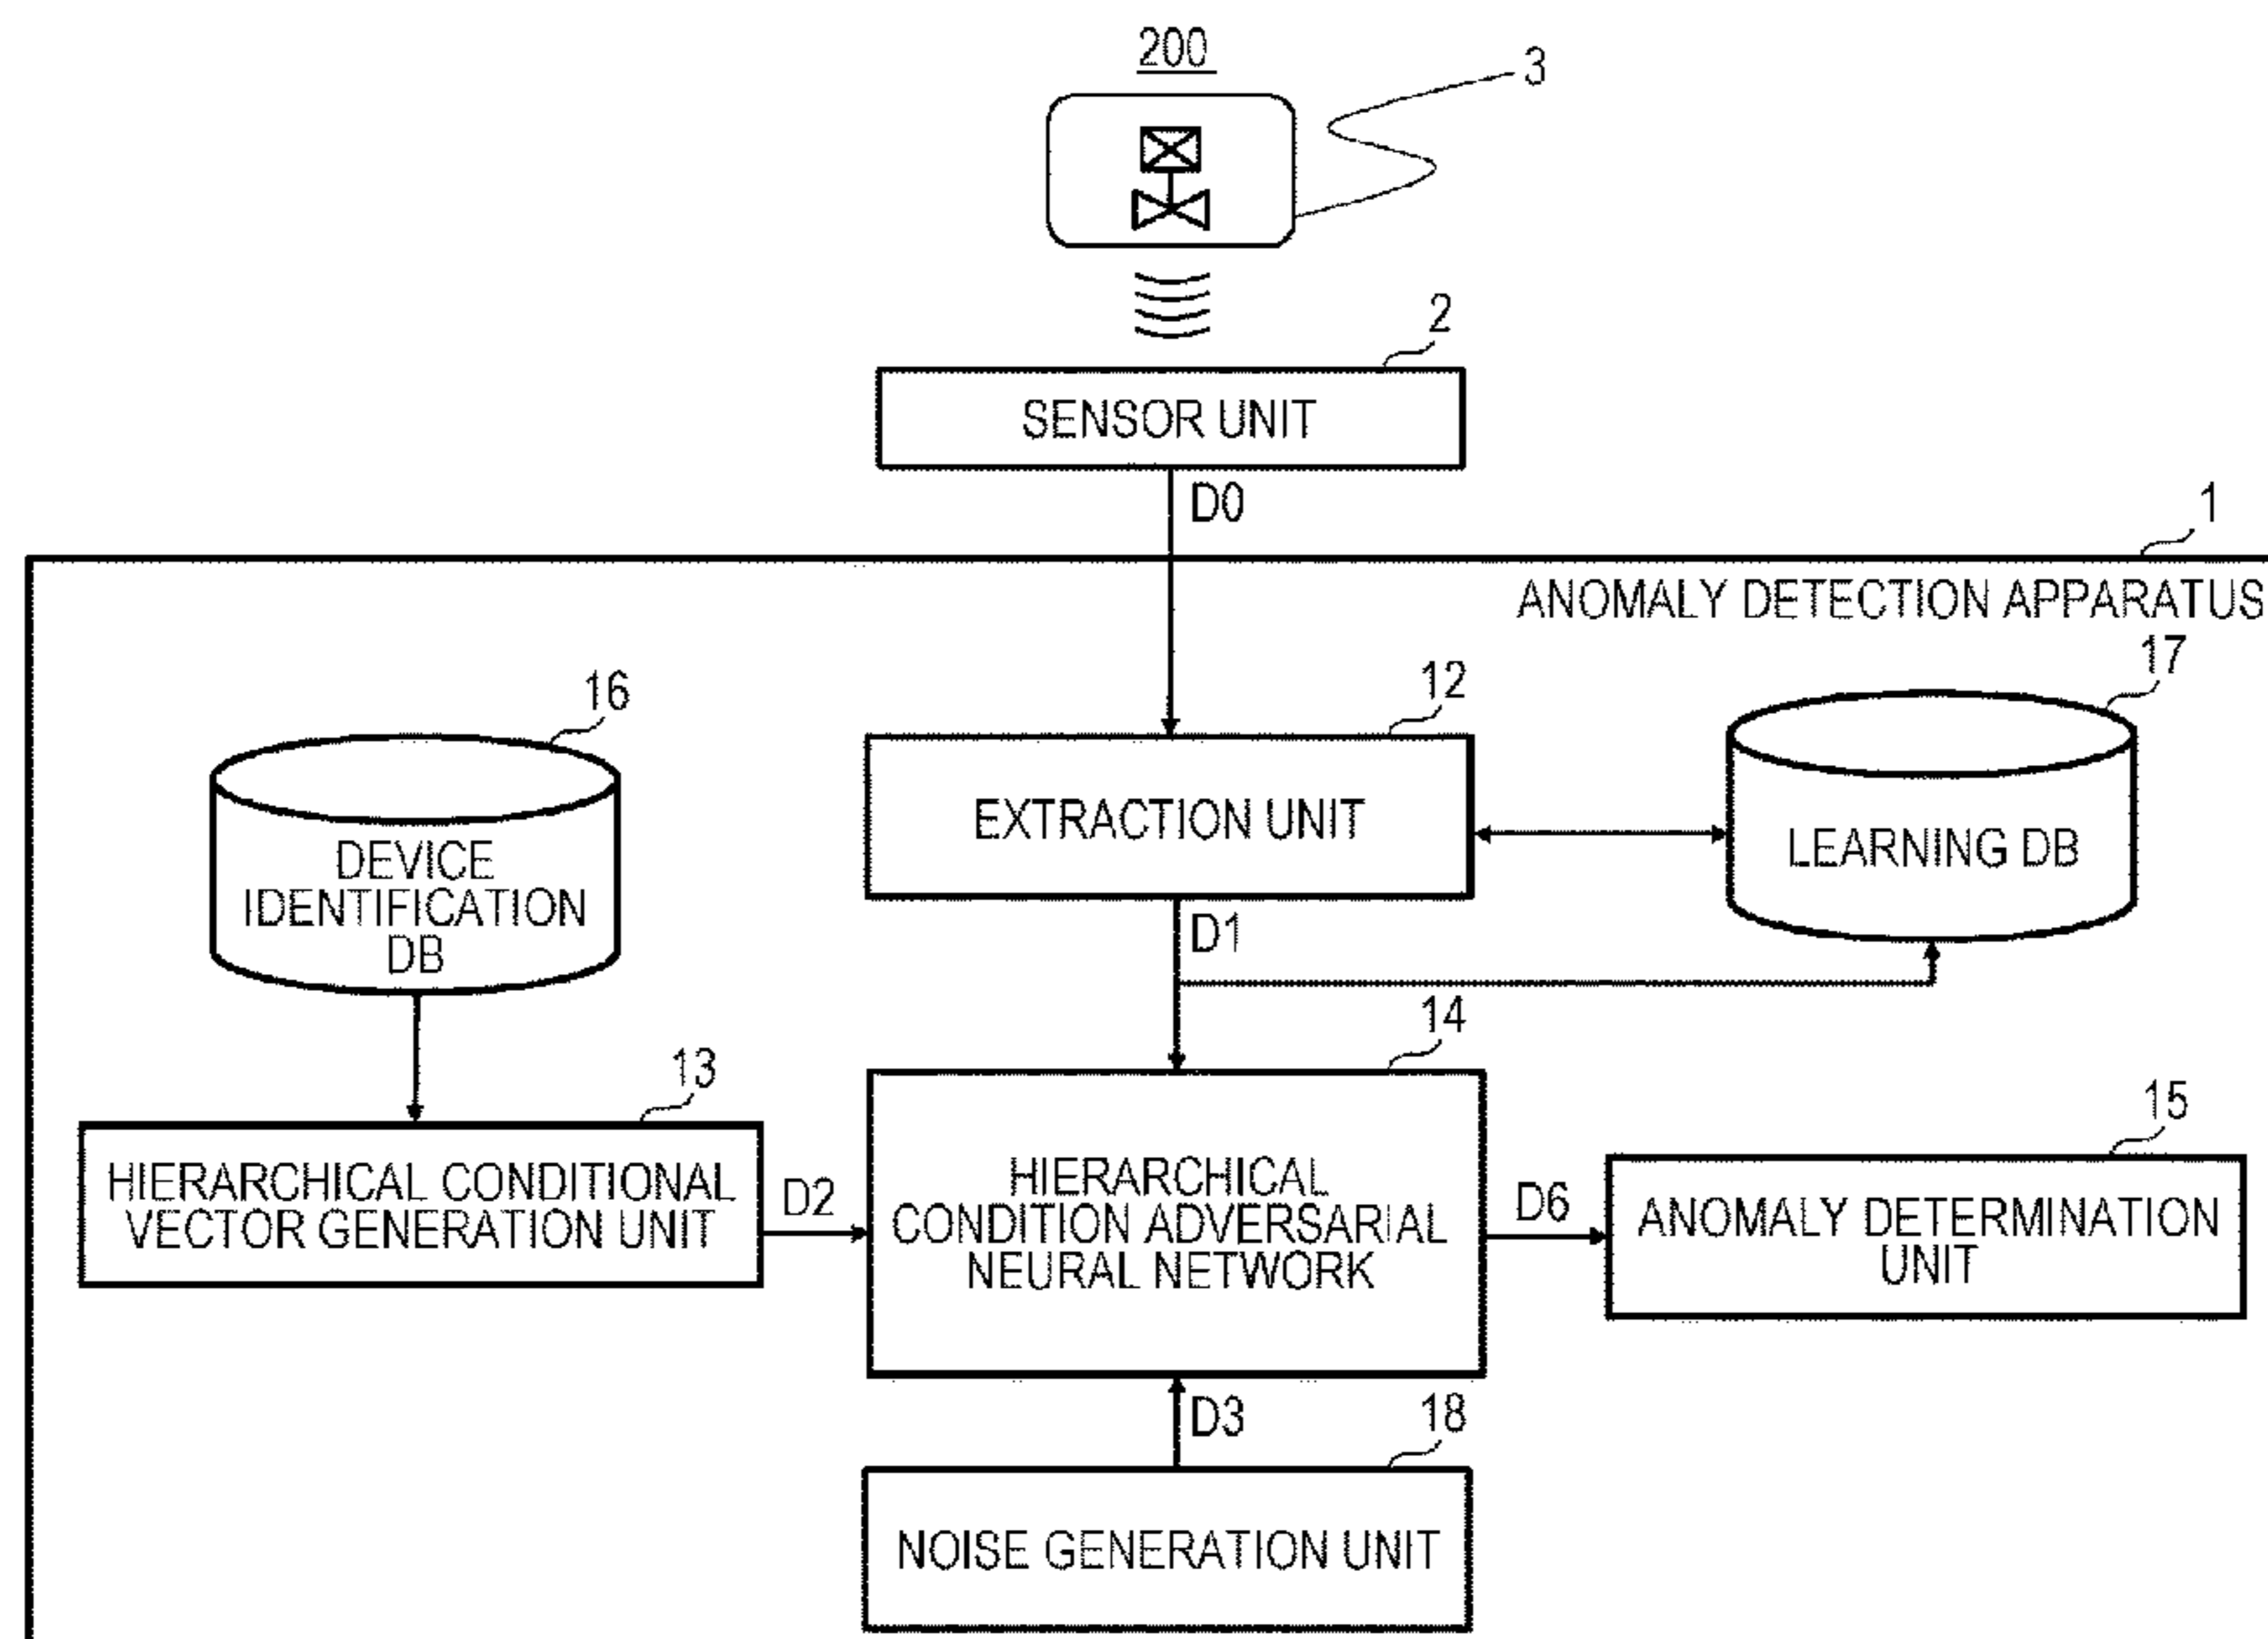 200
3
2
SENSOR UNIT
D0
1
ANOMALY DETECTION APPARATUS
16
12
17
DEVICE
IDENTIFICATION
DB
EXTRACTION UNIT
LEARNING DB
D1
13
14
15
HIERARCHICAL CONDITIONAL
VECTOR GENERATION UNIT
D2
HIERARCHICAL
CONDITION ADVERSARIAL
NEURAL NETWORK
D6
ANOMALY DETERMINATION
UNIT
D3
18
NOISE GENERATION UNIT